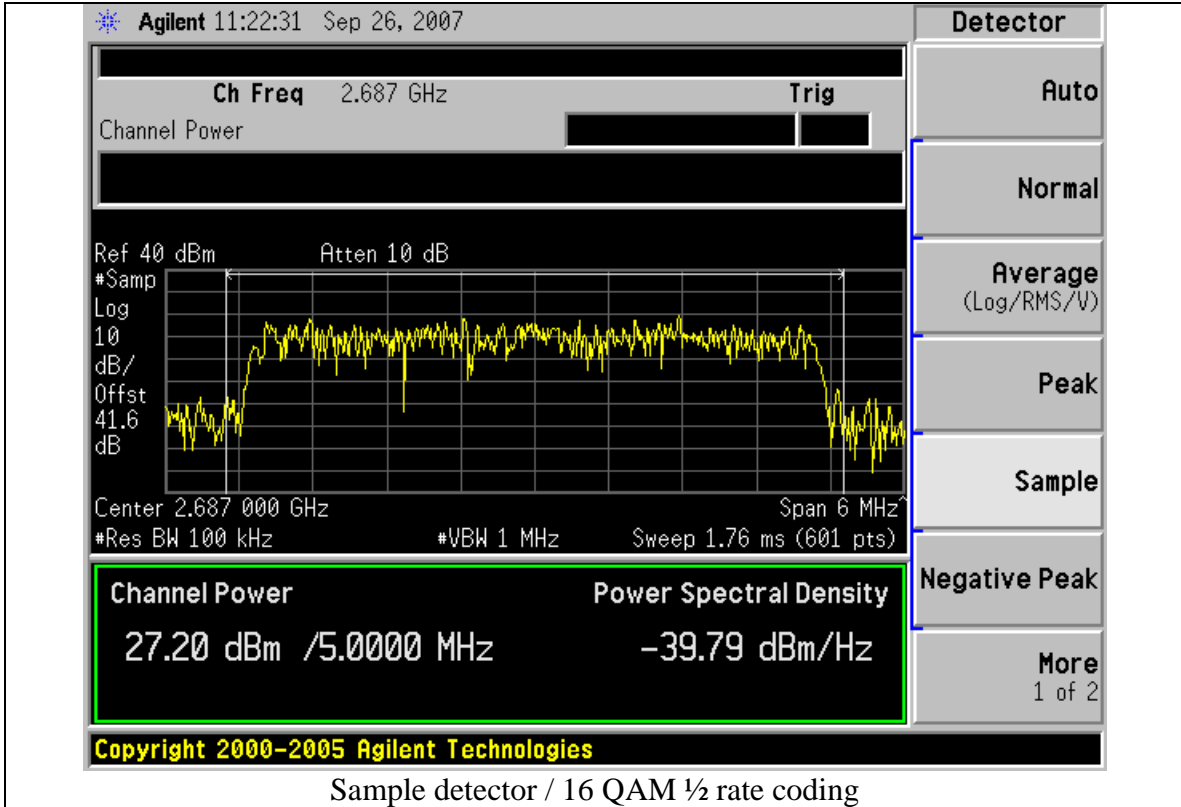 Agilent 11:22:31 Sep 26, 2007
Detector
Ch Freq 2.687 GHz Trig
Channel Power
Auto
Normal
Average
(Log/RMS/V)
Peak
Sample
Negative Peak
More
1 of 2
Ref 40 dBm Atten 10 dB
#Samp
Log
10
dB/
Offst
41.6
dB
Center 2.687 000 GHz Span 6 MHz^
#Res BW 100 kHz #VBW 1 MHz Sweep 1.76 ms (601 pts)
Channel Power Power Spectral Density
27.20 dBm /5.0000 MHz -39.79 dBm/Hz
Copyright 2000-2005 Agilent Technologies
Sample detector / 16 QAM ½ rate coding